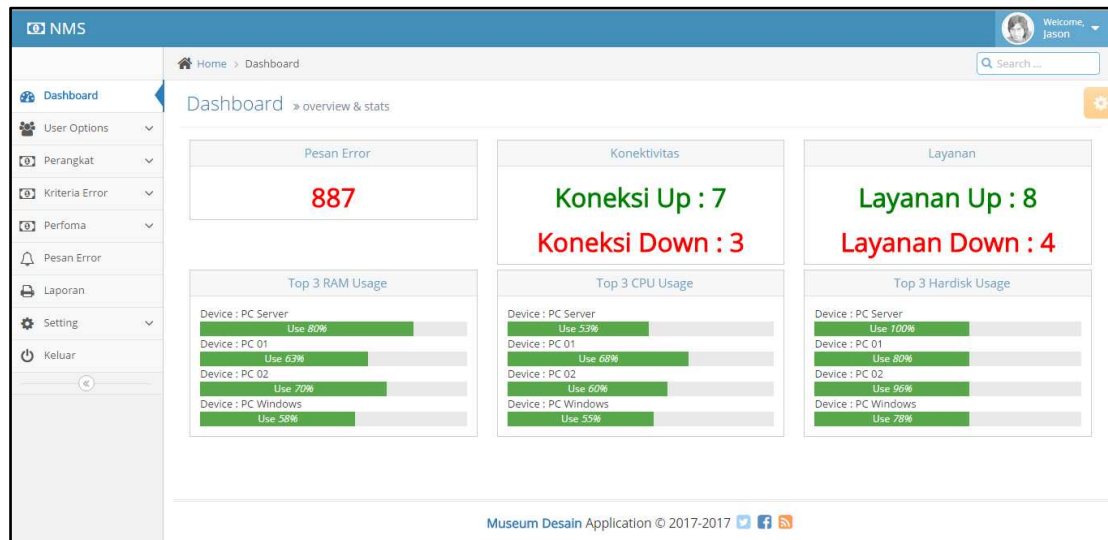 NMS
Welcome,
Jason
Home > Dashboard
Search ...
Dashboard
User Options
Perangkat
Kriteria Error
Perfoma
Pesan Error
Laporan
Setting
Keluar
Dashboard » overview & stats
Pesan Error
887
Konektivitas
Koneksi Up : 7
Koneksi Down : 3
Layanan
Layanan Up : 8
Layanan Down : 4
Top 3 RAM Usage
Device : PC Server
Use 80%
Device : PC 01
Use 63%
Device : PC 02
Use 70%
Device : PC Windows
Use 58%
Top 3 CPU Usage
Device : PC Server
Use 53%
Device : PC 01
Use 68%
Device : PC 02
Use 60%
Device : PC Windows
Use 55%
Top 3 Hardisk Usage
Device : PC Server
Use 100%
Device : PC 01
Use 80%
Device : PC 02
Use 96%
Device : PC Windows
Use 78%
Museum Desain Application © 2017-2017